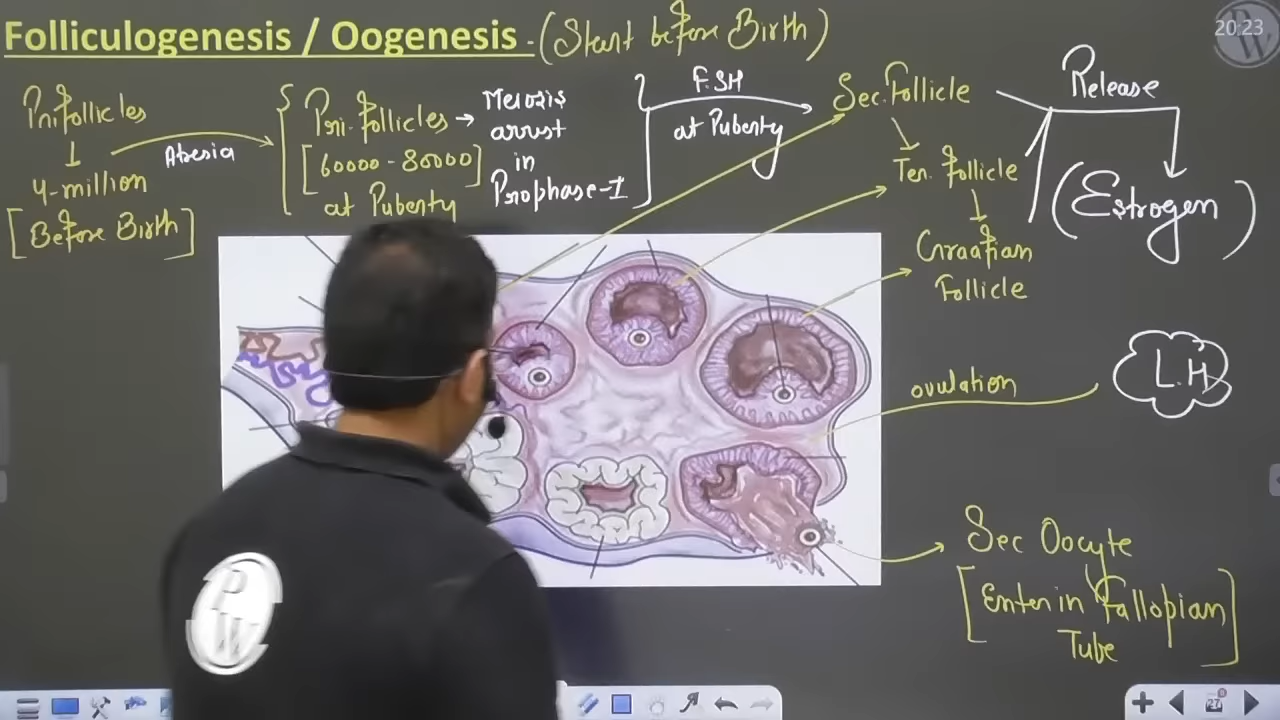 Folliculogenesis / Oogenesis - (Start before Birth)
20:23
Pri follicles
4-million
[Before Birth]
Atresia
Pri. follicles →
[60000 - 80000]
at Puberty
Meiosis
arrest
in
Prophase-I
F.SH
at Puberty
Sec. Follicle
Ter. follicle
Graafian
Follicle
Release
(Estrogen)
ovulation
L.H
Sec Oocyte
[Enter in Fallopian
Tube]
P
W
27